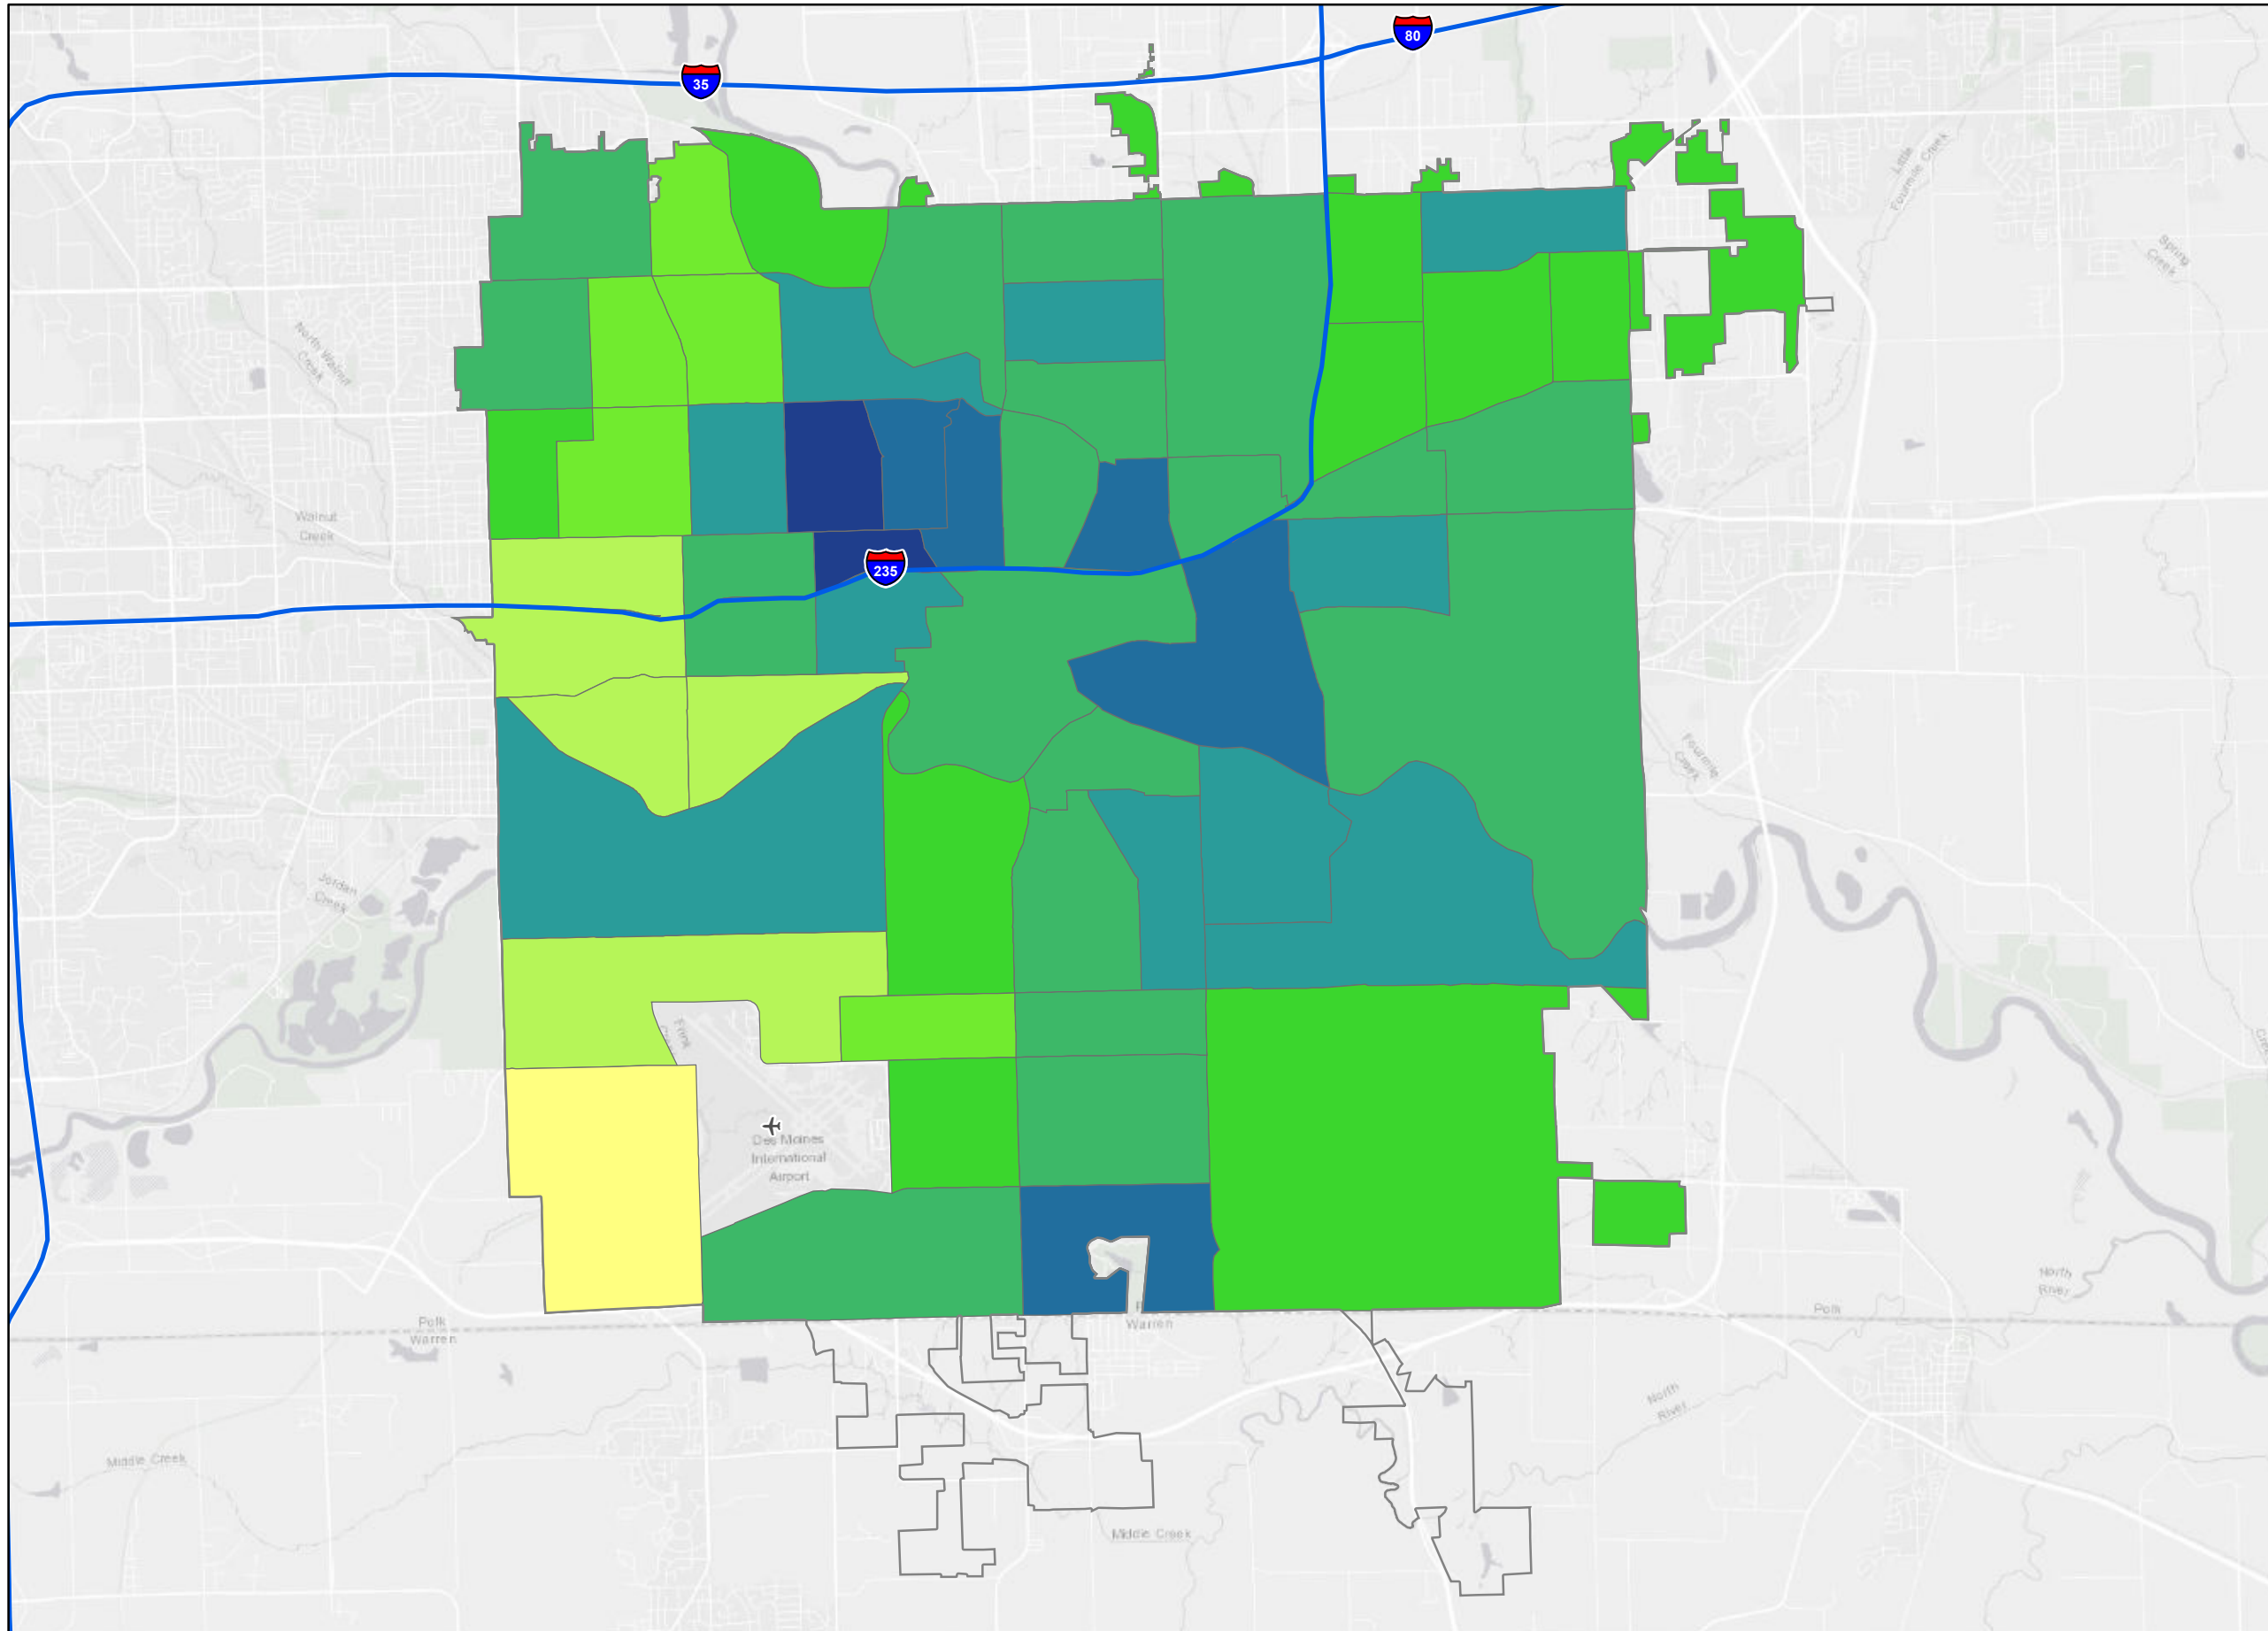 80
35
Little
Fourmile Creek
Spring
Creek
North Walnut
Creek
Walnut
Creek
235
Fourmile
Creek
Jordan
Creek
Frink
Des Moines
International
Airport
North
River
Polk
Warren
Polk
Warren
North
River
Middle Creek
Middle Creek